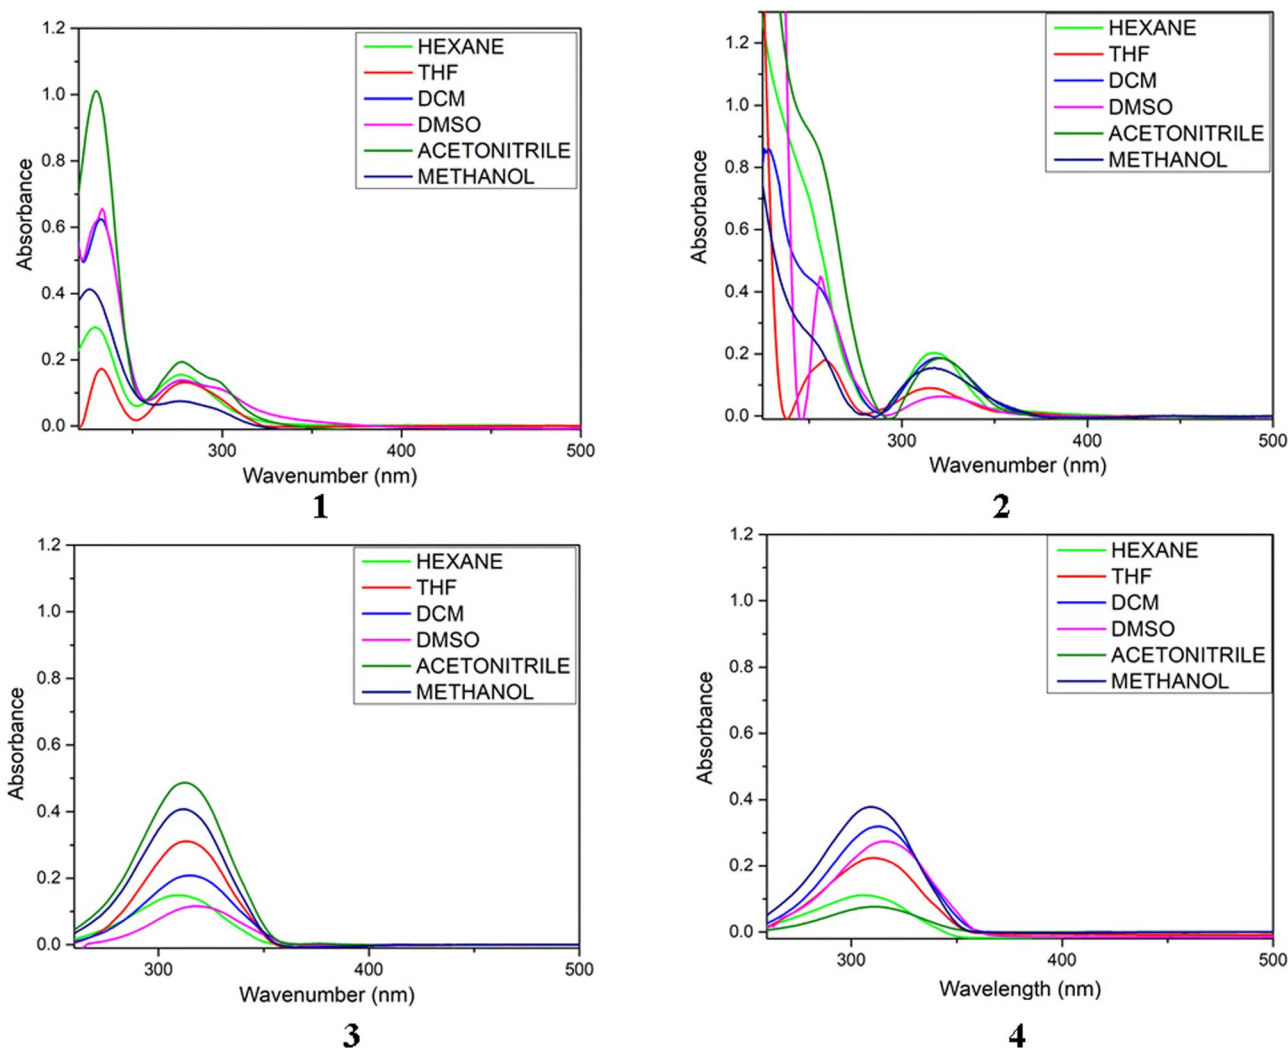 1.2
1.0
0.8
0.6
0.4
0.2
0.0
Absorbance
HEXANE
THF
DCM
DMSO
ACETONITRILE
METHANOL
300
400
500
Wavenumber (nm)
1
1.2
1.0
0.8
0.6
0.4
0.2
0.0
Absorbance
HEXANE
THF
DCM
DMSO
ACETONITRILE
METHANOL
300
400
500
Wavenumber (nm)
2
1.2
1.0
0.8
0.6
0.4
0.2
0.0
Absorbance
HEXANE
THF
DCM
DMSO
ACETONITRILE
METHANOL
300
400
500
Wavenumber (nm)
3
1.2
1.0
0.8
0.6
0.4
0.2
0.0
Absorbance
HEXANE
THF
DCM
DMSO
ACETONITRILE
METHANOL
300
400
500
Wavelength (nm)
4